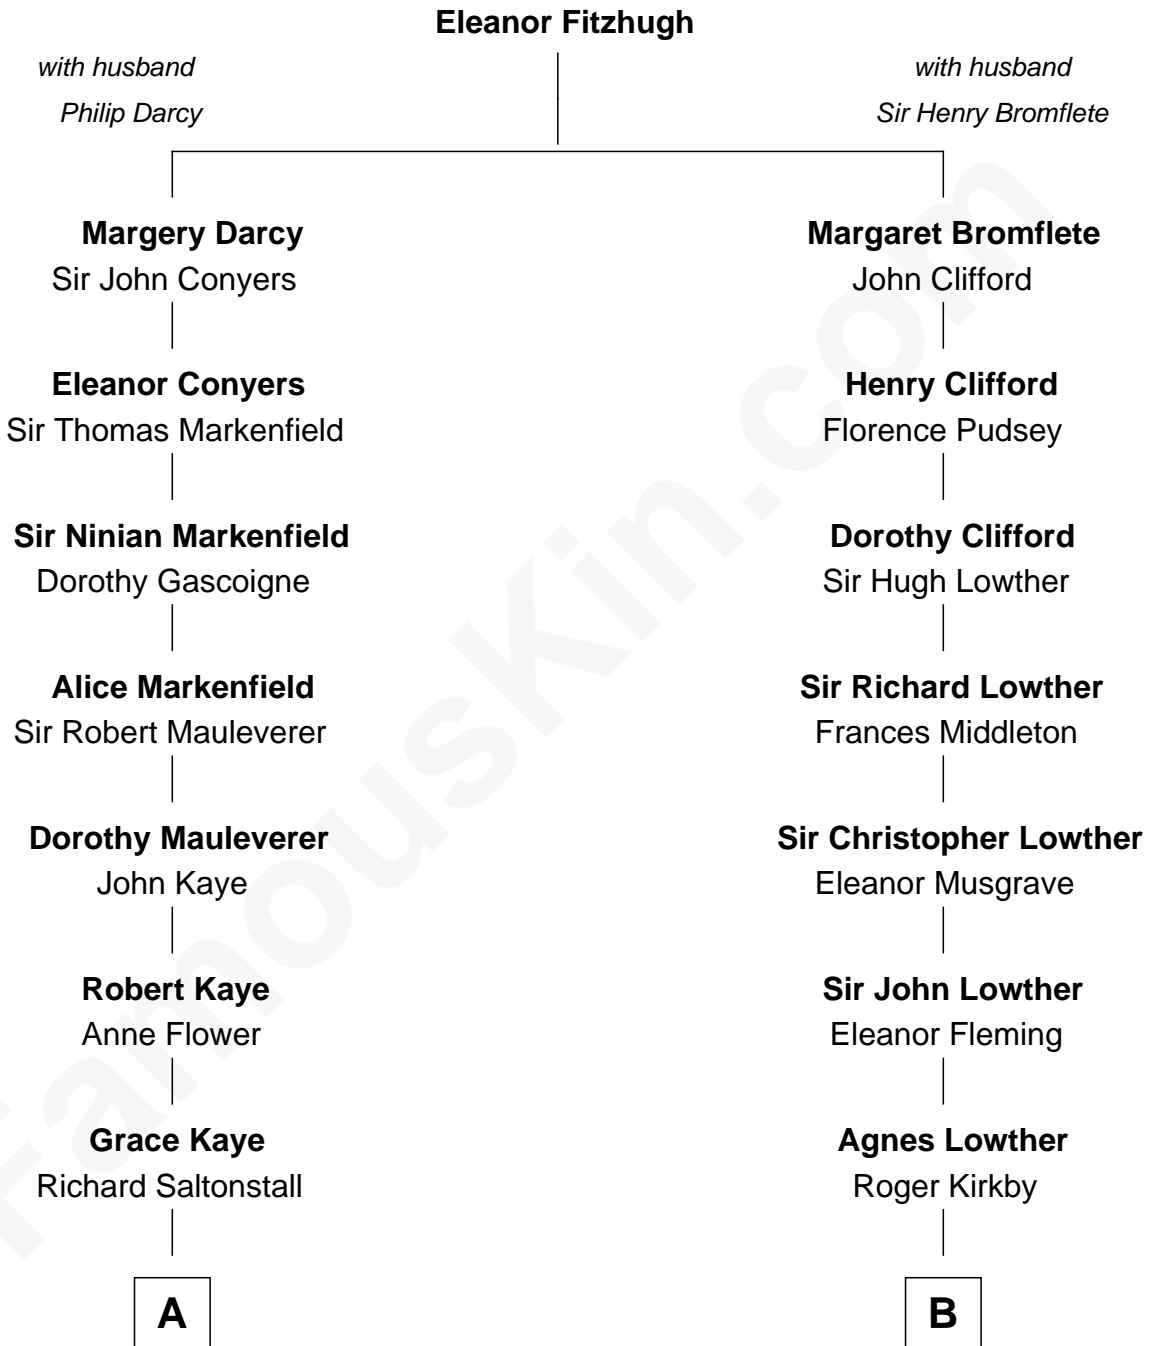 Eleanor Fitzhugh
with husband
Philip Darcy
with husband
Sir Henry Bromflete
Margery Darcy
Sir John Conyers
Margaret Bromflete
John Clifford
Eleanor Conyers
Sir Thomas Markenfield
Henry Clifford
Florence Pudsey
Sir Ninian Markenfield
Dorothy Gascoigne
Dorothy Clifford
Sir Hugh Lowther
Alice Markenfield
Sir Robert Mauleverer
Sir Richard Lowther
Frances Middleton
Dorothy Mauleverer
John Kaye
Sir Christopher Lowther
Eleanor Musgrave
Robert Kaye
Anne Flower
Sir John Lowther
Eleanor Fleming
Grace Kaye
Richard Saltonstall
Agnes Lowther
Roger Kirkby
A
B
FamousKin.com